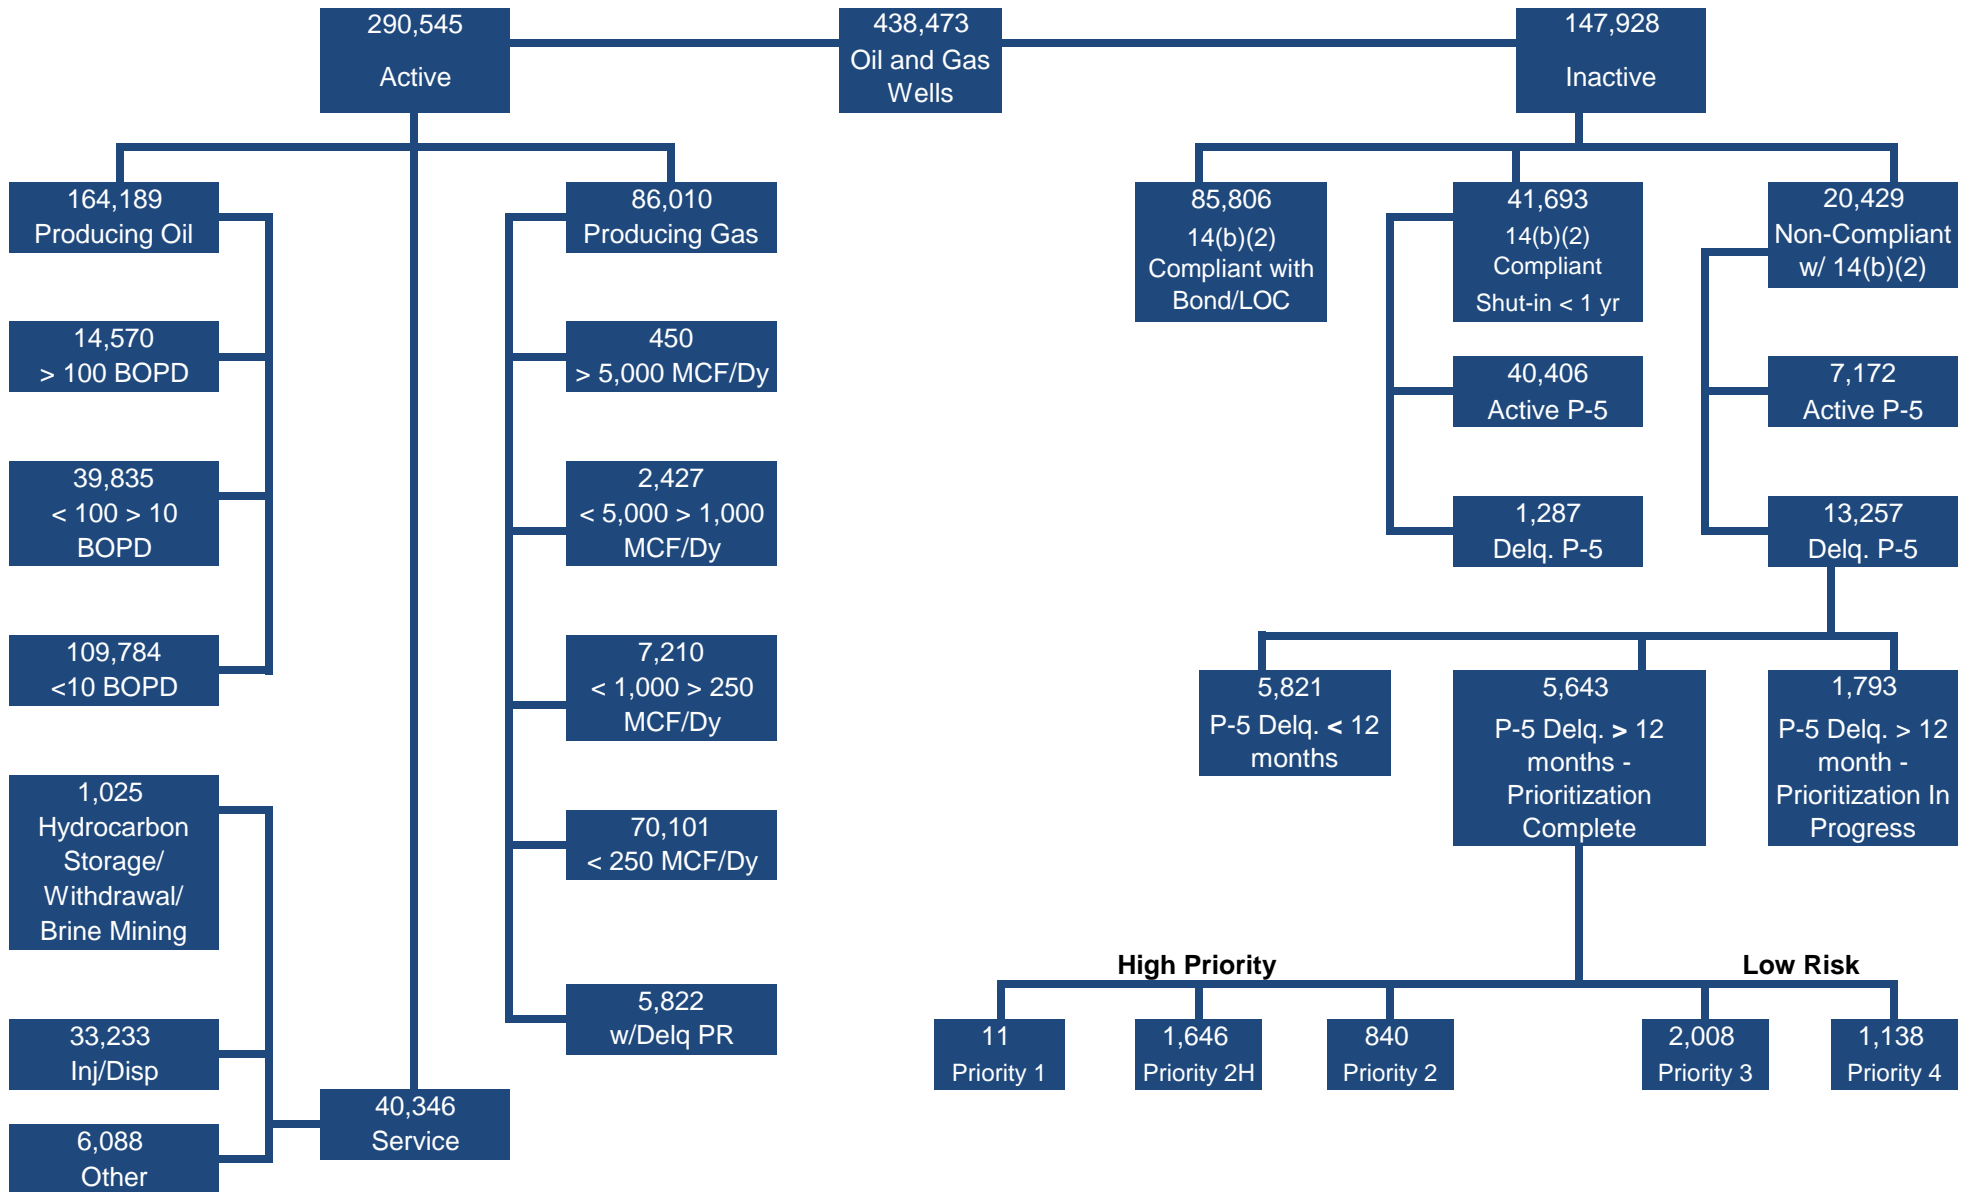 290,545
Active
438,473
Oil and Gas
Wells
147,928
Inactive
164,189
Producing Oil
14,570
> 100 BOPD
39,835
< 100 > 10
BOPD
109,784
<10 BOPD
1,025
Hydrocarbon
Storage/
Withdrawal/
Brine Mining
33,233
Inj/Disp
6,088
Other
40,346
Service
86,010
Producing Gas
450
> 5,000 MCF/Dy
2,427
< 5,000 > 1,000
MCF/Dy
7,210
< 1,000 > 250
MCF/Dy
70,101
< 250 MCF/Dy
5,822
w/Delq PR
85,806
14(b)(2)
Compliant with
Bond/LOC
41,693
14(b)(2)
Compliant
Shut-in < 1 yr
40,406
Active P-5
1,287
Delq. P-5
20,429
Non-Compliant
w/ 14(b)(2)
7,172
Active P-5
13,257
Delq. P-5
5,821
P-5 Delq. < 12
months
5,643
P-5 Delq. > 12
months -
Prioritization
Complete
1,793
P-5 Delq. > 12
month -
Prioritization In
Progress
High Priority
Low Risk
11
Priority 1
1,646
Priority 2H
840
Priority 2
2,008
Priority 3
1,138
Priority 4